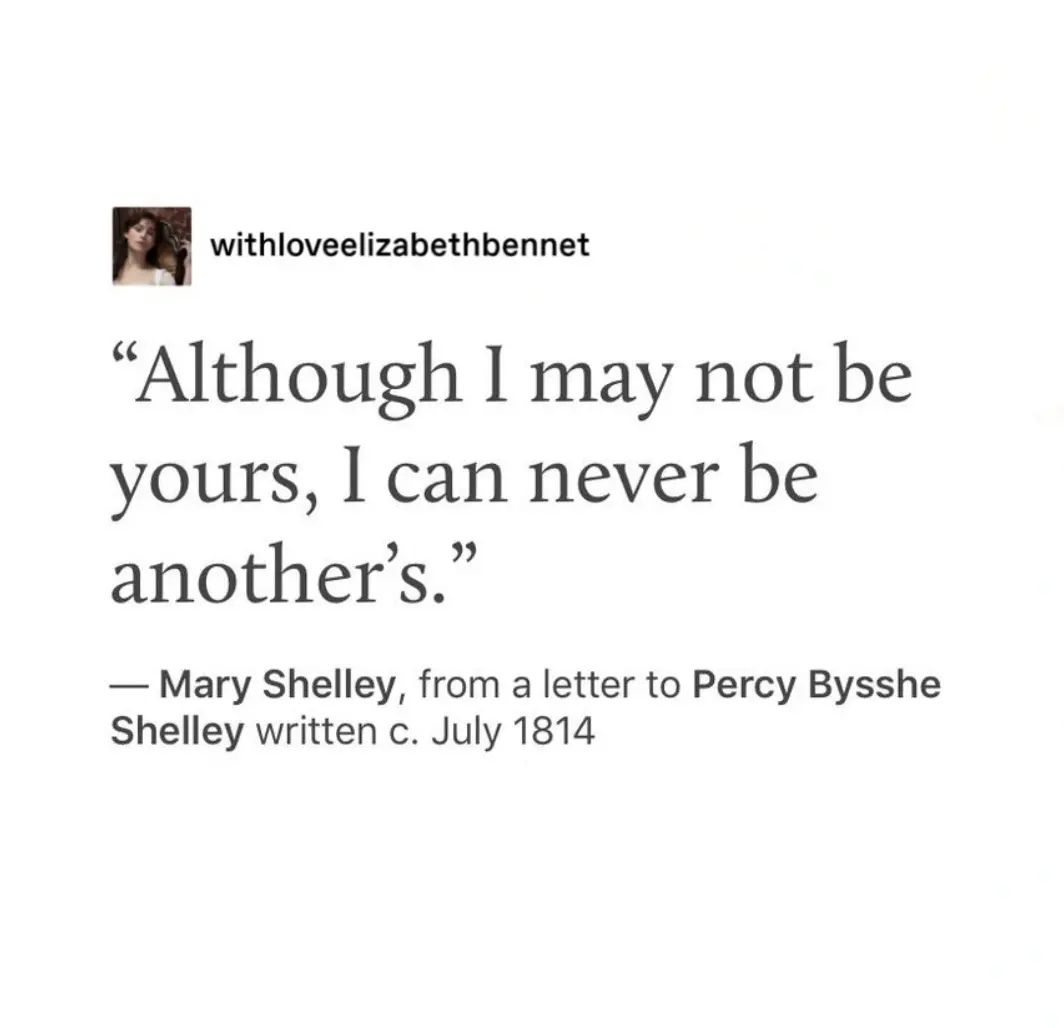 withloveelizabethbennet
“Although I may not be
yours, I can never be
another’s.”
— Mary Shelley, from a letter to Percy Bysshe
Shelley written c. July 1814